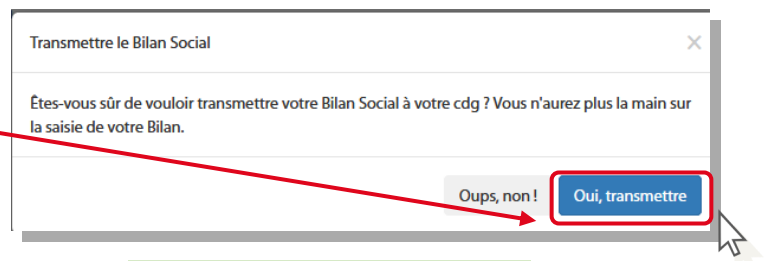 Transmettre le Bilan Social ×
Êtes-vous sûr de vouloir transmettre votre Bilan Social à votre cdg ? Vous n'aurez plus la main sur
la saisie de votre Bilan.
Oups, non ! Oui, transmettre